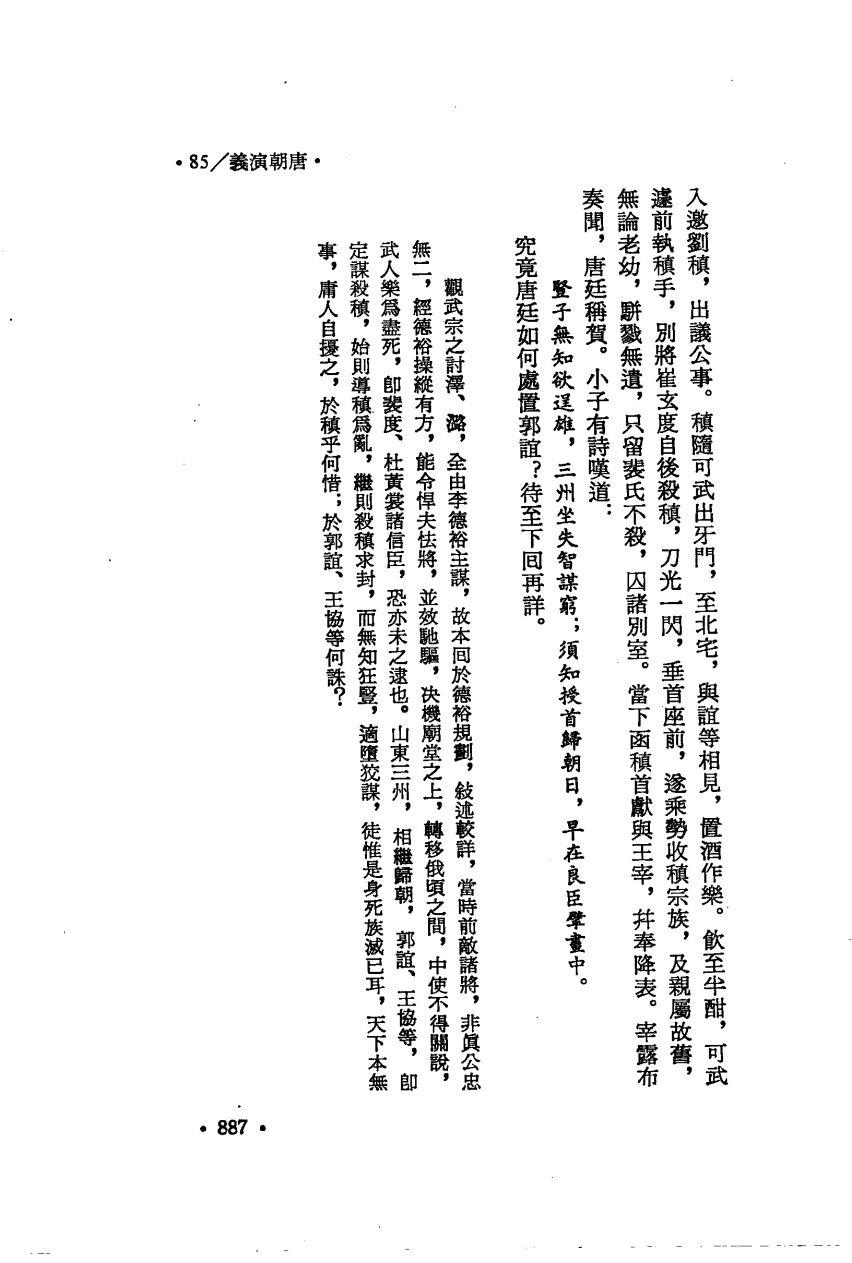 •85／義演朝唐•
入邀劉稹，出議公事。稹隨可武出牙門，至北宅，與誼等相見，置酒作樂。飲至半酣，可武
遽前執稹手，別將崔玄度自後殺稹，刀光一閃，垂首座前，遂乘勢收稹宗族，及親屬故舊，
無論老幼，駢戮無遺，只留裴氏不殺，囚諸別室。當下函稹首獻與王宰，幷奉降表。宰露布
奏聞，唐廷稱賀。小子有詩嘆道：
豎子無知欲逞雄，三州坐失智謀窮；須知授首歸朝日，早在良臣擘畫中。
究竟唐廷如何處置郭誼？待至下回再詳。
觀武宗之討澤、潞，全由李德裕主謀，故本回於德裕規劃，敍述較詳，當時前敵諸將，非眞公忠
無二，經德裕操縱有方，能令悍夫怯將，並效馳驅，決機廟堂之上，轉移俄頃之間，中使不得關說，
武人樂爲盡死，卽裴度、杜黃裳諸信臣，恐亦未之逮也。山東三州，相繼歸朝，郭誼、王協等，卽
定謀殺稹，始則導稹爲亂，繼則殺稹求封，而無知狂豎，適墮狡謀，徒惟是身死族滅已耳，天下本無
事，庸人自擾之，於稹乎何惜；於郭誼、王協等何誅？
•887•